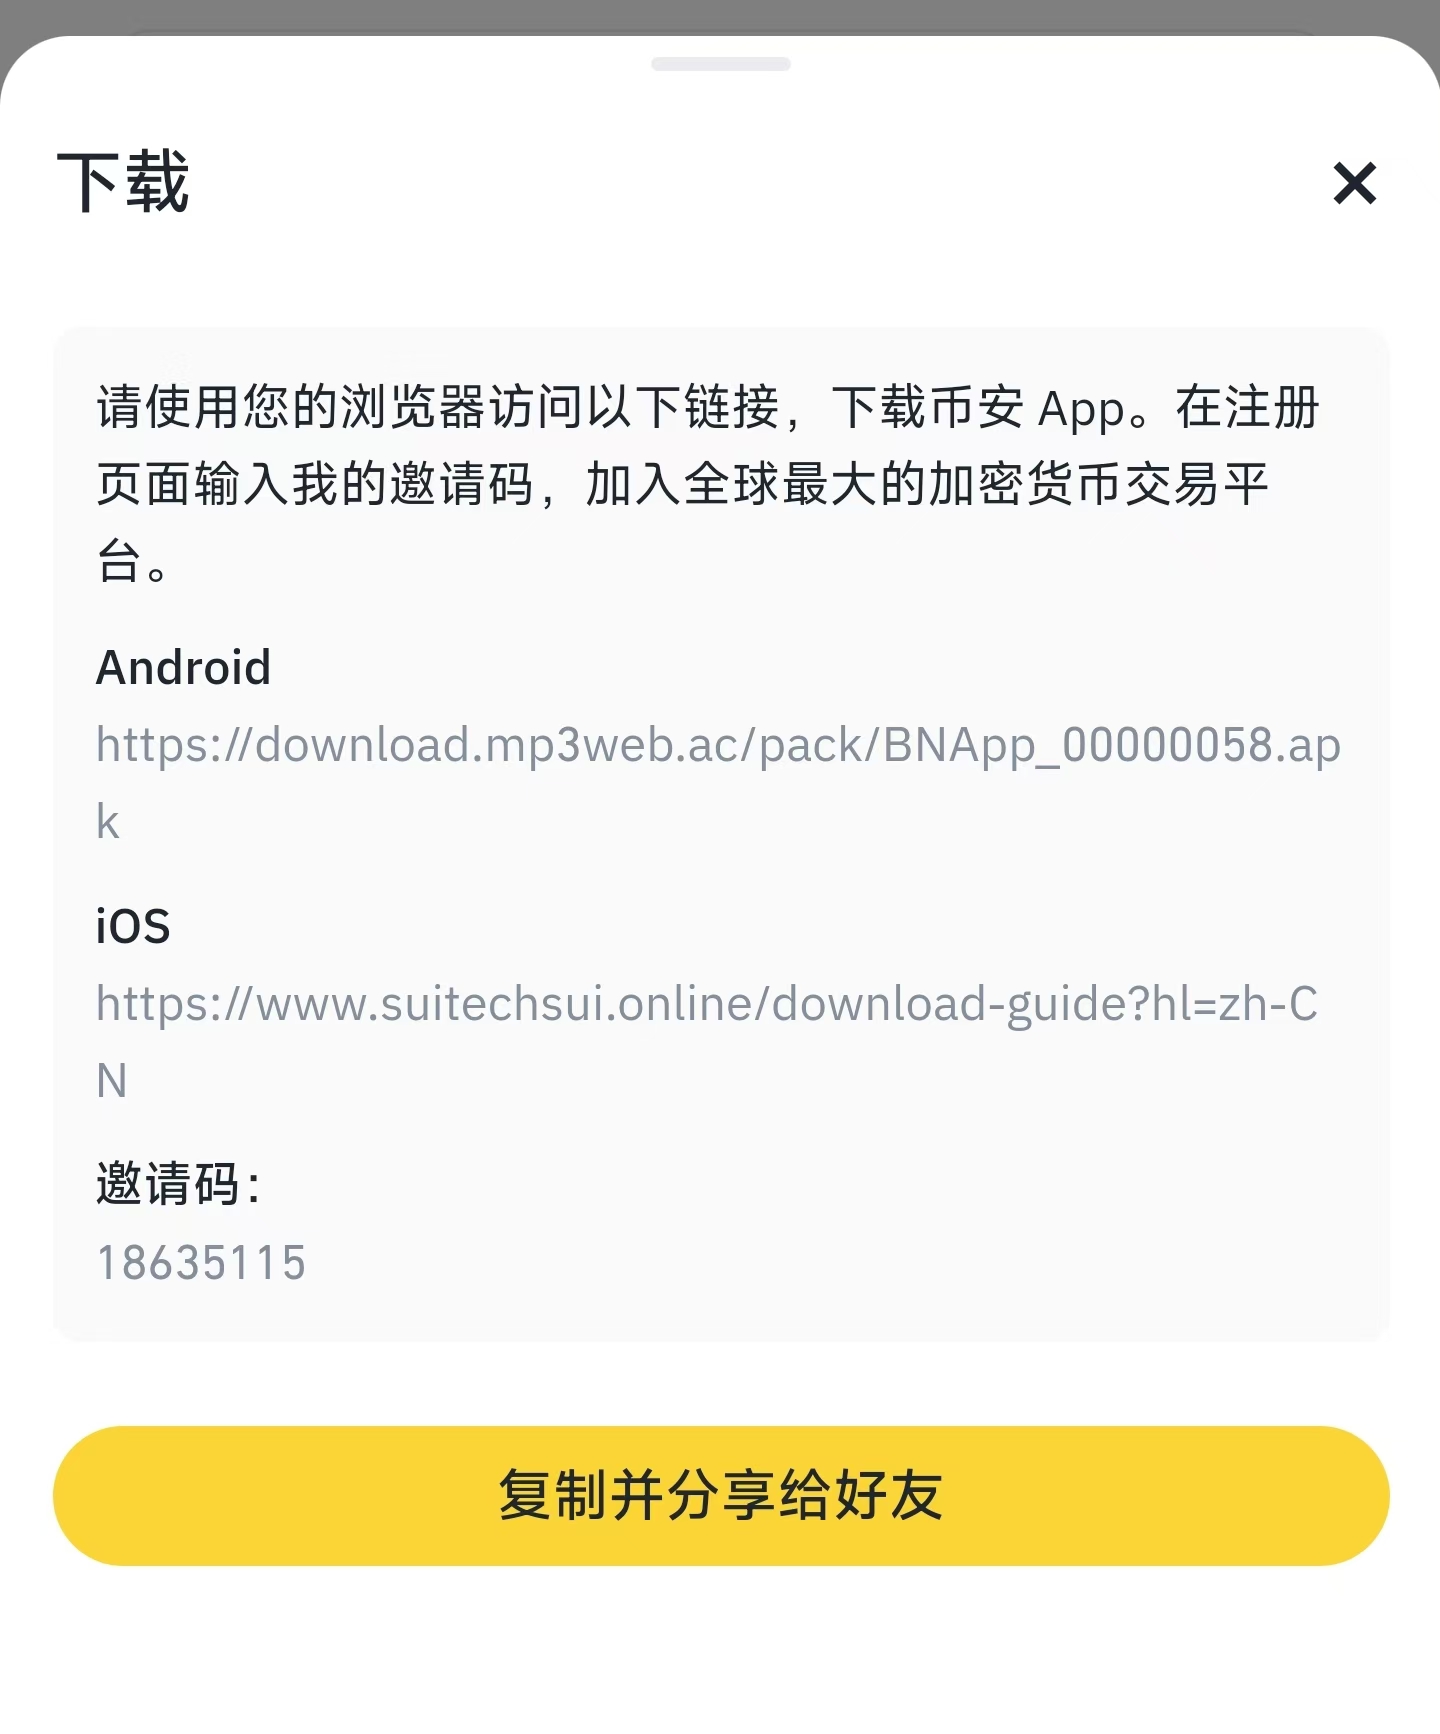 下载
请使用您的浏览器访问以下链接，下载币安 App。在注册
页面输入我的邀请码，加入全球最大的加密货币交易平
台。
Android
https://download.mp3web.ac/pack/BNApp_00000058.ap
k
iOS
https://www.suitechsui.online/download-guide?hl=zh-C
N
邀请码：
18635115
复制并分享给好友